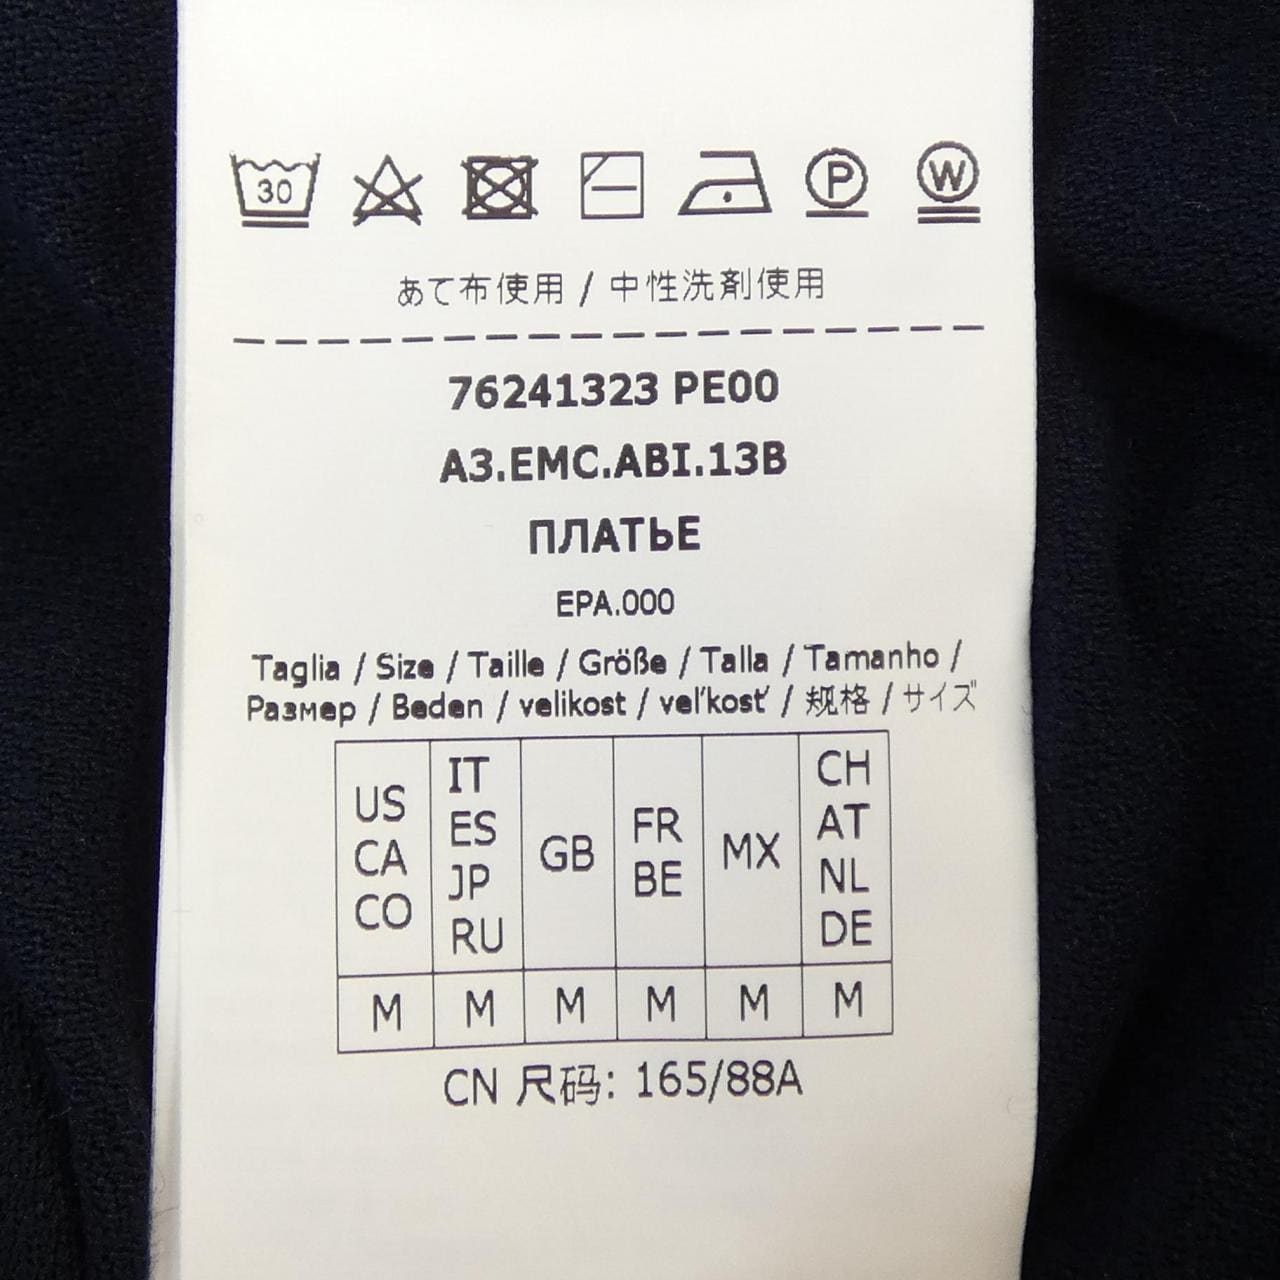 30 P W
あて布使用 / 中性洗剤使用
76241323 PE00
A3.EMC.ABI.13B
ПЛАТЬЕ
EPA.000
Taglia / Size / Taille / Größe / Talla / Tamanho /
Размер / Beden / velikost / veľkosť / 规格 / サイズ
US CA CO IT ES JP RU GB FR BE MX CH AT NL DE
M M M M M M
CN 尺码: 165/88A